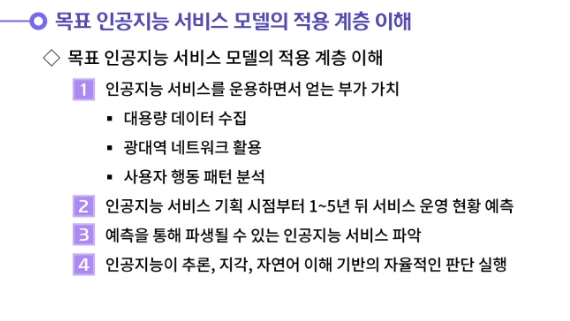 목표 인공지능 서비스 모델의 적용 계층 이해
◇ 목표 인공지능 서비스 모델의 적용 계층 이해
1 인공지능 서비스를 운용하면서 얻는 부가 가치
▪ 대용량 데이터 수집
▪ 광대역 네트워크 활용
▪ 사용자 행동 패턴 분석
2 인공지능 서비스 기획 시점부터 1~5년 뒤 서비스 운영 현황 예측
3 예측을 통해 파생될 수 있는 인공지능 서비스 파악
4 인공지능이 추론, 지각, 자연어 이해 기반의 자율적인 판단 실행